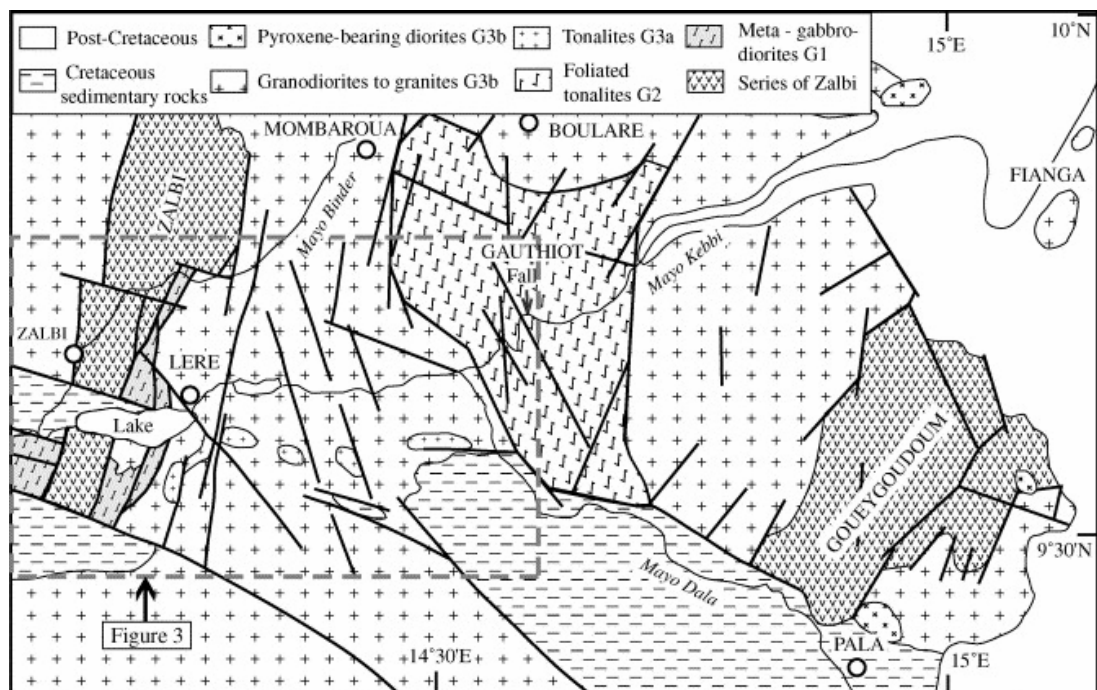 Post-Cretaceous
Pyroxene-bearing diorites G3b
Tonalites G3a
Meta - gabbro-
diorites G1
Cretaceous
sedimentary rocks
Granodiorites to granites G3b
Foliated
tonalites G2
Series of Zalbi
15°E
10°N
MOMBAROUA
BOULARE
FIANGA
ZALBI
Mayo Binder
GAUTHIOT
Fall
Mayo Kebbi
ZALBI
LERE
Lake
GOUEYGOUDOUM
9°30'N
Mayo Dala
Figure 3
14°30'E
PALA
15°E